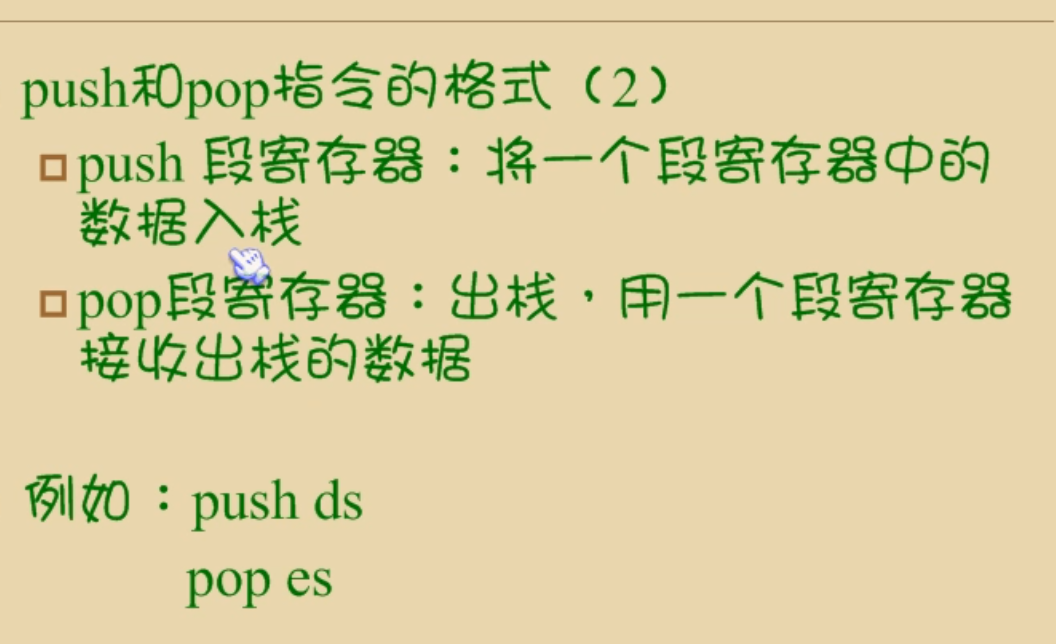 push和pop指令的格式（2）
push 段寄存器：将一个段寄存器中的
数据入栈
pop段寄存器：出栈，用一个段寄存器
接收出栈的数据
例如：push ds
pop es